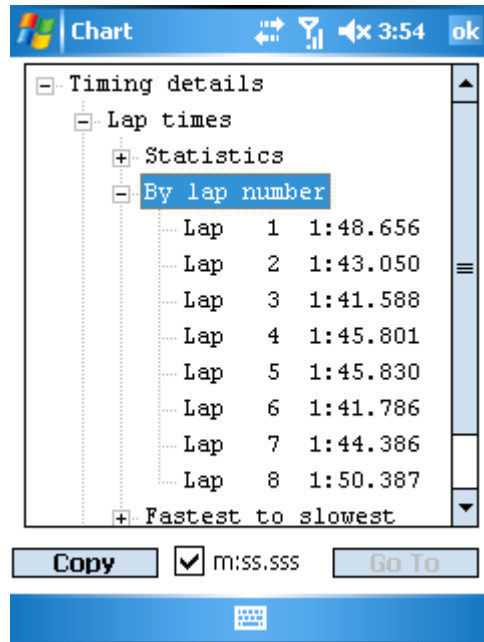 Chart 3:54 ok
Timing details
Lap times
Statistics
By lap number
Lap 1 1:48.656
Lap 2 1:43.050
Lap 3 1:41.588
Lap 4 1:45.801
Lap 5 1:45.830
Lap 6 1:41.786
Lap 7 1:44.386
Lap 8 1:50.387
Fastest to slowest
Copy m:ss.sss Go To